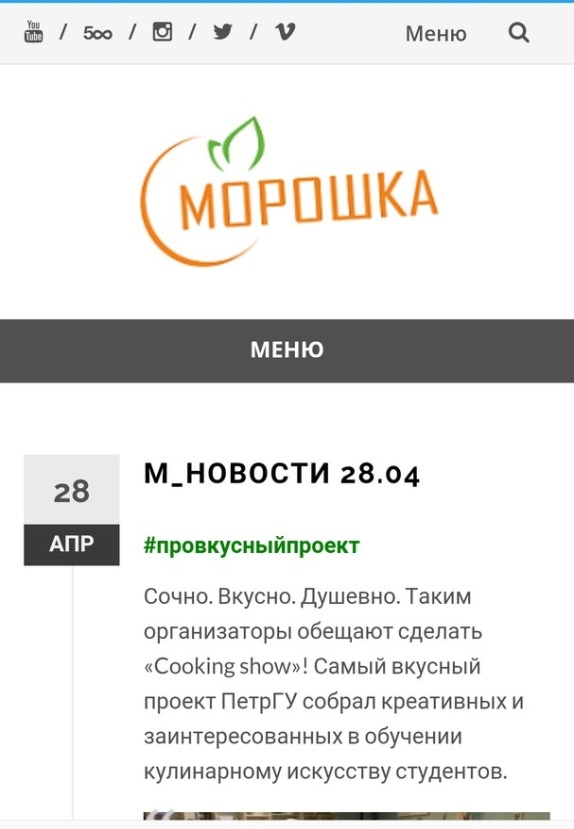 You Tube / 500 / / / Меню
МОРОШКА
МЕНЮ
28
АПР
М_НОВОСТИ 28.04
#провкусныйпроект
Сочно. Вкусно. Душевно. Таким
организаторы обещают сделать
«Cooking show»! Самый вкусный
проект ПетрГУ собрал креативных и
заинтересованных в обучении
кулинарному искусству студентов.